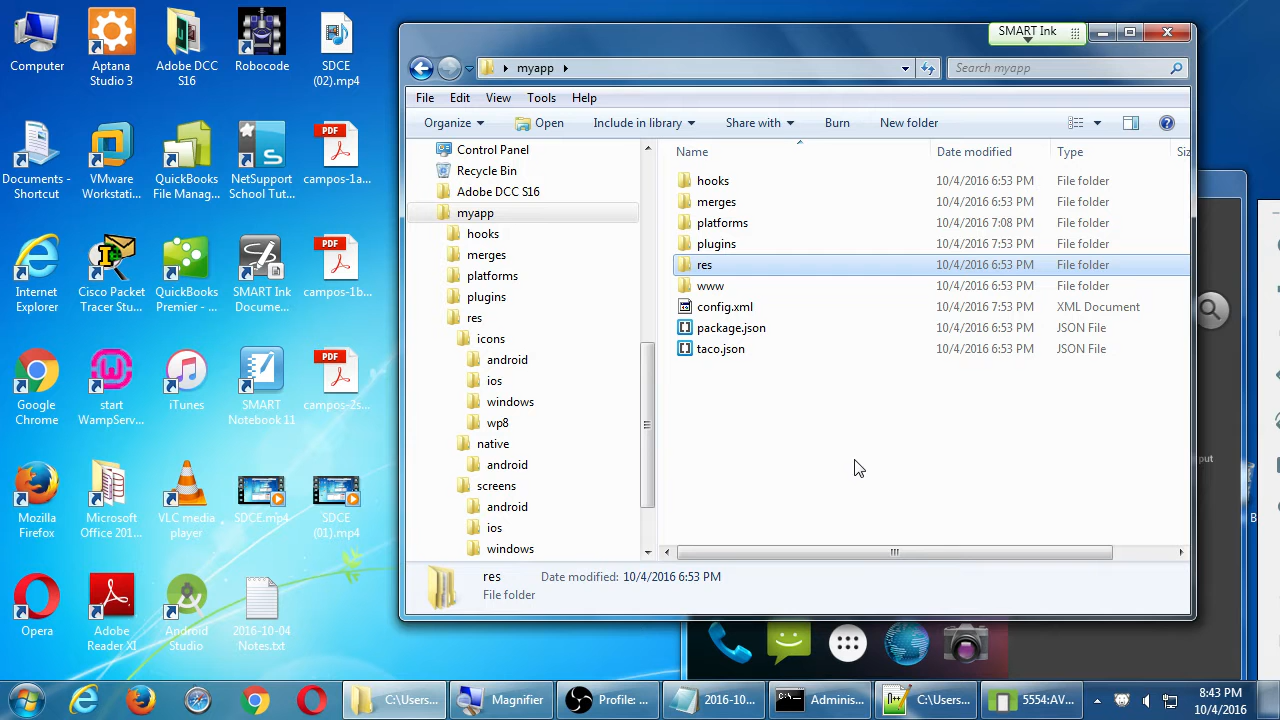 Computer
Aptana
Studio 3
Adobe DCC
S16
Robocode
SDCE
(02).mp4
Documents -
Shortcut
VMware
Workstati...
QuickBooks
File Manag...
NetSupport
School Tut...
PDF
campos-1a...
Internet
Explorer
Cisco Packet
Tracer Stu...
QuickBooks
Premier - ...
SMART Ink
Docume...
PDF
campos-1b...
Google
Chrome
start
WampServ...
iTunes
SMART
Notebook 11
PDF
campos-2s...
Mozilla
Firefox
Microsoft
Office 201...
VLC media
player
SDCE.mp4
SDCE
(01).mp4
Opera
Adobe
Reader XI
Android
Studio
2016-10-04
Notes.txt
SMART Ink
myapp
Search myapp
File Edit View Tools Help
Organize Open Include in library Share with Burn New folder
Control Panel
Recycle Bin
Adobe DCC S16
myapp
hooks
merges
platforms
plugins
res
icons
android
ios
windows
wp8
native
android
screens
android
ios
windows
Name Date modified Type Siz
hooks 10/4/2016 6:53 PM File folder
merges 10/4/2016 6:53 PM File folder
platforms 10/4/2016 7:08 PM File folder
plugins 10/4/2016 7:53 PM File folder
res 10/4/2016 6:53 PM File folder
www 10/4/2016 6:53 PM File folder
config.xml 10/4/2016 7:53 PM XML Document
package.json 10/4/2016 6:53 PM JSON File
taco.json 10/4/2016 6:53 PM JSON File
res Date modified: 10/4/2016 6:53 PM
File folder
put
B
C:\Users... Magnifier Profile: ... 2016-10... Adminis... C:\Users... 5554:AV...
8:43 PM
10/4/2016